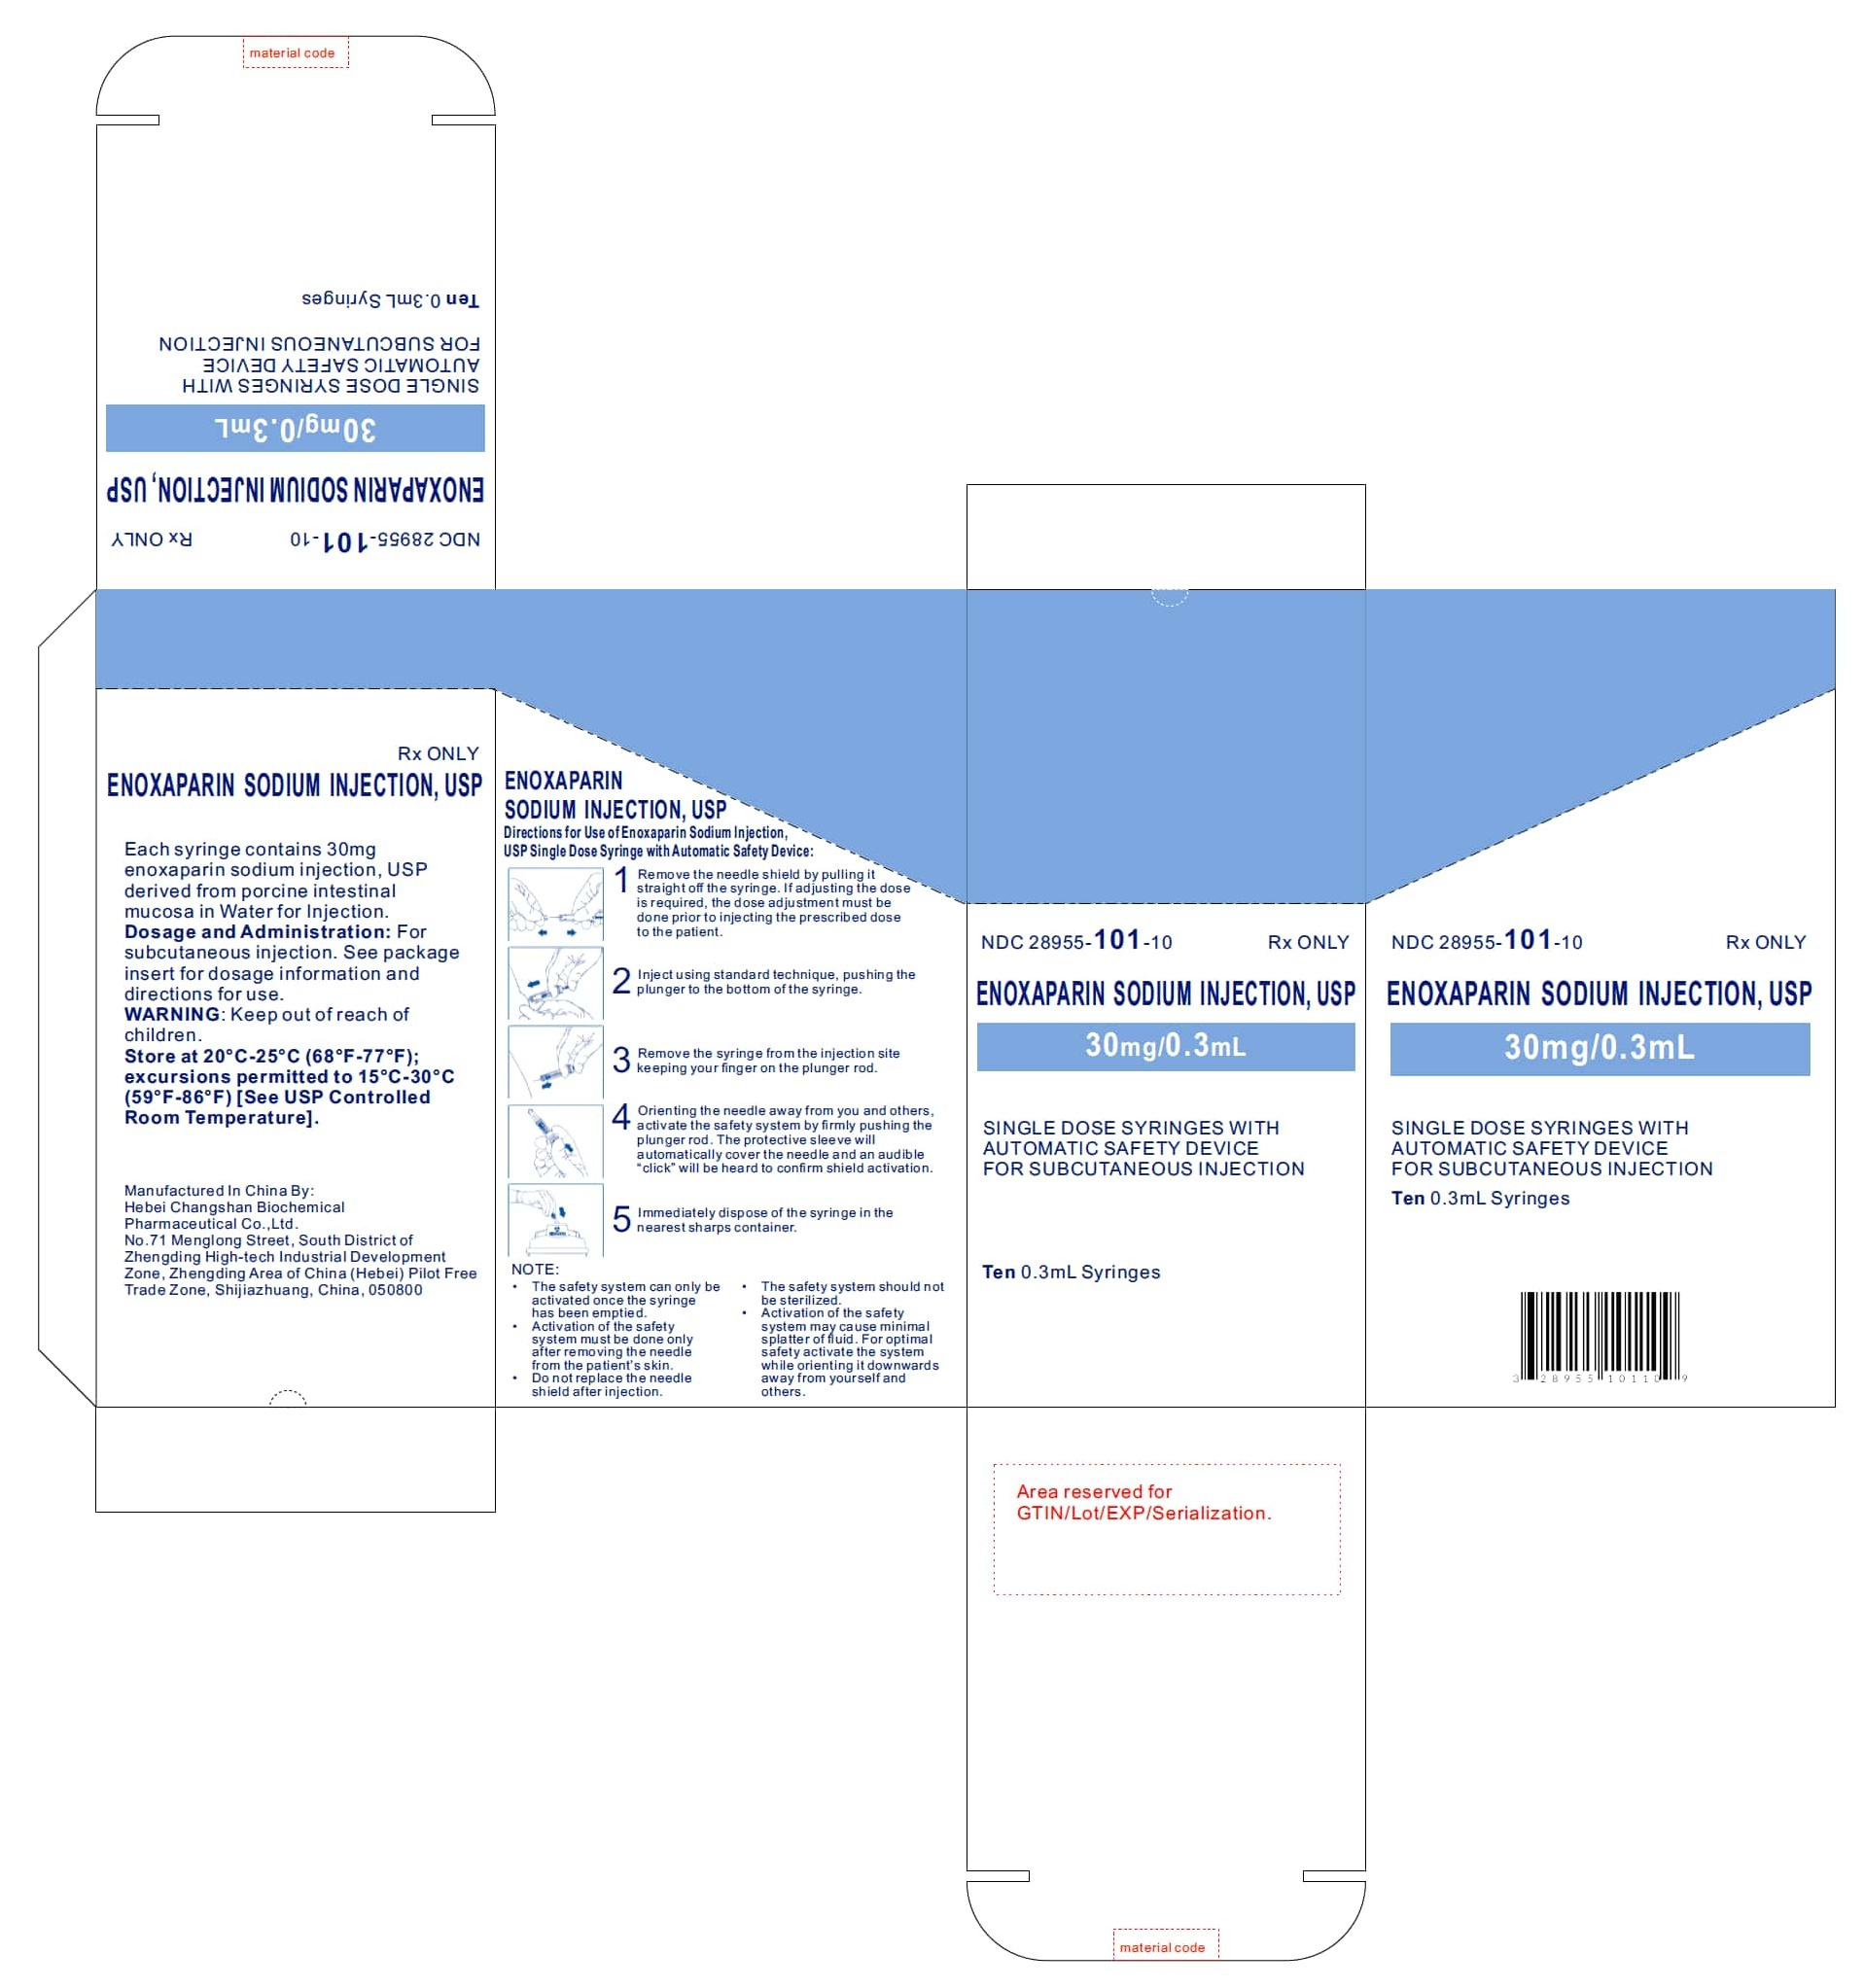 material code
NDC 28955-101-10 Rx ONLY
ENOXAPARIN SODIUM INJECTION, USP
30mg/0.3mL
SINGLE DOSE SYRINGES WITH
AUTOMATIC SAFETY DEVICE
FOR SUBCUTANEOUS INJECTION
Ten 0.3mL Syringes
Rx ONLY
ENOXAPARIN SODIUM INJECTION, USP
Each syringe contains 30mg
enoxaparin sodium injection, USP
derived from porcine intestinal
mucosa in Water for Injection.
Dosage and Administration: For
subcutaneous injection. See package
insert for dosage information and
directions for use.
WARNING: Keep out of reach of
children.
Store at 20°C-25°C (68°F-77°F);
excursions permitted to 15°C-30°C
(59°F-86°F) [See USP Controlled
Room Temperature].
Manufactured In China By:
Hebei Changshan Biochemical
Pharmaceutical Co.,Ltd.
No.71 Menglong Street, South District of
Zhengding High-tech Industrial Development
Zone, Zhengding Area of China (Hebei) Pilot Free
Trade Zone, Shijiazhuang, China, 050800
ENOXAPARIN
SODIUM INJECTION, USP
Directions for Use of Enoxaparin Sodium Injection,
USP Single Dose Syringe with Automatic Safety Device:
1 Remove the needle shield by pulling it
straight off the syringe. If adjusting the dose
is required, the dose adjustment must be
done prior to injecting the prescribed dose
to the patient.
2 Inject using standard technique, pushing the
plunger to the bottom of the syringe.
3 Remove the syringe from the injection site
keeping your finger on the plunger rod.
4 Orienting the needle away from you and others,
activate the safety system by firmly pushing the
plunger rod. The protective sleeve will
automatically cover the needle and an audible
“click” will be heard to confirm shield activation.
5 Immediately dispose of the syringe in the
nearest sharps container.
NOTE:
• The safety system can only be
activated once the syringe
has been emptied.
• Activation of the safety
system must be done only
after removing the needle
from the patient's skin.
• Do not replace the needle
shield after injection.
• The safety system should not
be sterilized.
• Activation of the safety
system may cause minimal
splatter of fluid. For optimal
safety activate the system
while orienting it downwards
away from yourself and
others.
NDC 28955-101-10 Rx ONLY
ENOXAPARIN SODIUM INJECTION, USP
30mg/0.3mL
SINGLE DOSE SYRINGES WITH
AUTOMATIC SAFETY DEVICE
FOR SUBCUTANEOUS INJECTION
Ten 0.3mL Syringes
NDC 28955-101-10 Rx ONLY
ENOXAPARIN SODIUM INJECTION, USP
30mg/0.3mL
SINGLE DOSE SYRINGES WITH
AUTOMATIC SAFETY DEVICE
FOR SUBCUTANEOUS INJECTION
Ten 0.3mL Syringes
3 28955 10110 9
Area reserved for
GTIN/Lot/EXP/Serialization.
material code